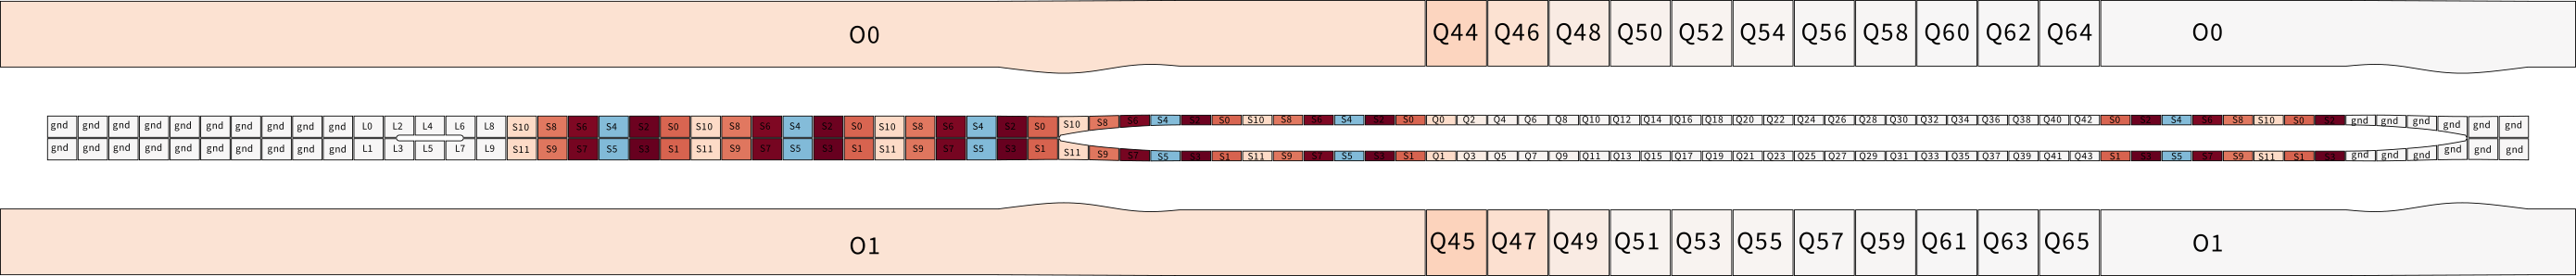 O0 Q44 Q46 Q48 Q50 Q52 Q54 Q56 Q58 Q60 Q62 Q64 O0
gnd gnd gnd gnd gnd gnd gnd gnd gnd gnd L0 L2 L4 L6 L8 S10 S8 S6 S4 S2 S0 S10 S8 S6 S4 S2 S0 S10 S8 S6 S4 S2 S0 S10 S8 S6 S4 S2 S0 S10 S8 S6 S4 S2 S0 Q0 Q2 Q4 Q6 Q8 Q10 Q12 Q14 Q16 Q18 Q20 Q22 Q24 Q26 Q28 Q30 Q32 Q34 Q36 Q38 Q40 Q42 S0 S2 S4 S6 S8 S10 S0 S2 gnd gnd gnd gnd gnd gnd
gnd gnd gnd gnd gnd gnd gnd gnd gnd gnd L1 L3 L5 L7 L9 S11 S9 S7 S5 S3 S1 S11 S9 S7 S5 S3 S1 S11 S9 S7 S5 S3 S1 S11 S9 S7 S5 S3 S1 S11 S9 S7 S5 S3 S1 Q1 Q3 Q5 Q7 Q9 Q11 Q13 Q15 Q17 Q19 Q21 Q23 Q25 Q27 Q29 Q31 Q33 Q35 Q37 Q39 Q41 Q43 S1 S3 S5 S7 S9 S11 S1 S3 gnd gnd gnd gnd gnd gnd
O1 Q45 Q47 Q49 Q51 Q53 Q55 Q57 Q59 Q61 Q63 Q65 O1